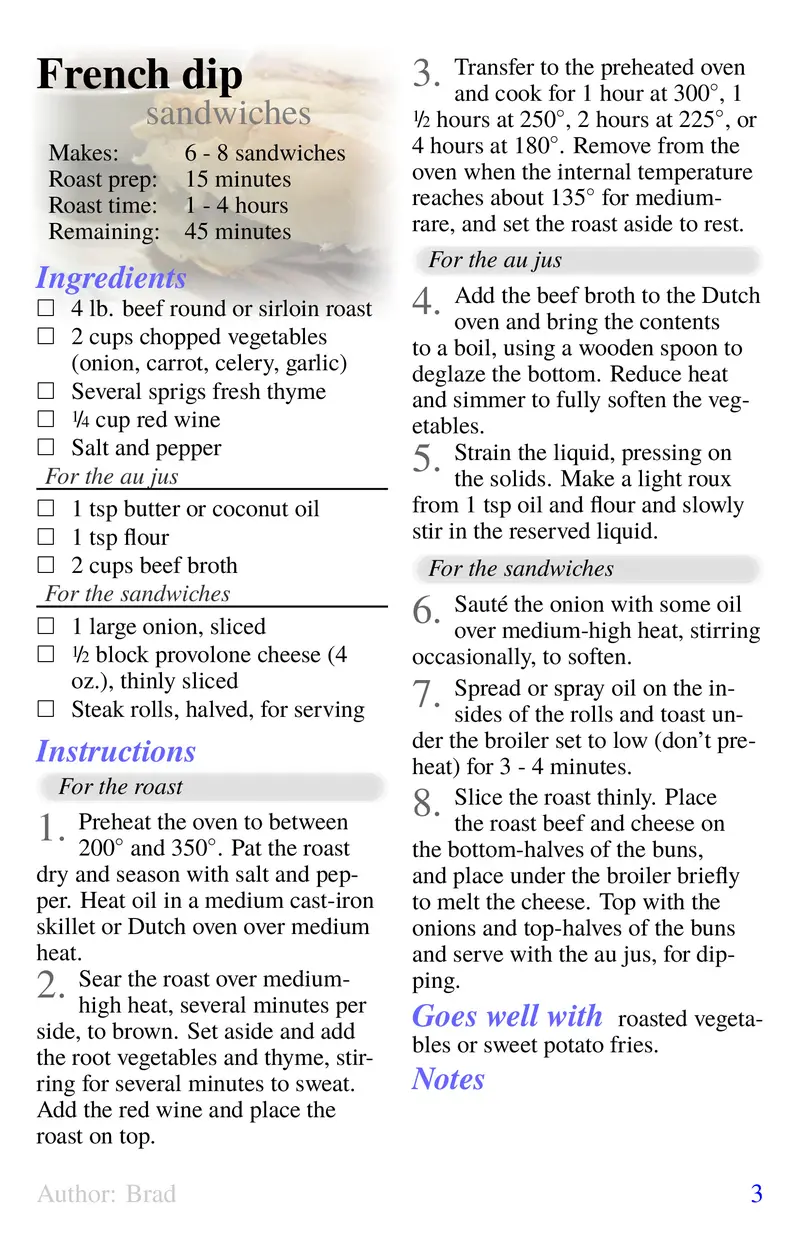 French dip
sandwiches
Makes: 6 - 8 sandwiches
Roast prep: 15 minutes
Roast time: 1 - 4 hours
Remaining: 45 minutes
Ingredients
☐ 4 lb. beef round or sirloin roast
☐ 2 cups chopped vegetables
(onion, carrot, celery, garlic)
☐ Several sprigs fresh thyme
☐ ¼ cup red wine
☐ Salt and pepper
For the au jus
☐ 1 tsp butter or coconut oil
☐ 1 tsp flour
☐ 2 cups beef broth
For the sandwiches
☐ 1 large onion, sliced
☐ ½ block provolone cheese (4
oz.), thinly sliced
☐ Steak rolls, halved, for serving
Instructions
For the roast
1. Preheat the oven to between
200° and 350°. Pat the roast
dry and season with salt and pep-
per. Heat oil in a medium cast-iron
skillet or Dutch oven over medium
heat.
2. Sear the roast over medium-
high heat, several minutes per
side, to brown. Set aside and add
the root vegetables and thyme, stir-
ring for several minutes to sweat.
Add the red wine and place the
roast on top.
3. Transfer to the preheated oven
and cook for 1 hour at 300°, 1
½ hours at 250°, 2 hours at 225°, or
4 hours at 180°. Remove from the
oven when the internal temperature
reaches about 135° for medium-
rare, and set the roast aside to rest.
For the au jus
4. Add the beef broth to the Dutch
oven and bring the contents
to a boil, using a wooden spoon to
deglaze the bottom. Reduce heat
and simmer to fully soften the veg-
etables.
5. Strain the liquid, pressing on
the solids. Make a light roux
from 1 tsp oil and flour and slowly
stir in the reserved liquid.
For the sandwiches
6. Sauté the onion with some oil
over medium-high heat, stirring
occasionally, to soften.
7. Spread or spray oil on the in-
sides of the rolls and toast un-
der the broiler set to low (don't pre-
heat) for 3 - 4 minutes.
8. Slice the roast thinly. Place
the roast beef and cheese on
the bottom-halves of the buns,
and place under the broiler briefly
to melt the cheese. Top with the
onions and top-halves of the buns
and serve with the au jus, for dip-
ping.
Goes well with roasted vegeta-
bles or sweet potato fries.
Notes
Author: Brad
3